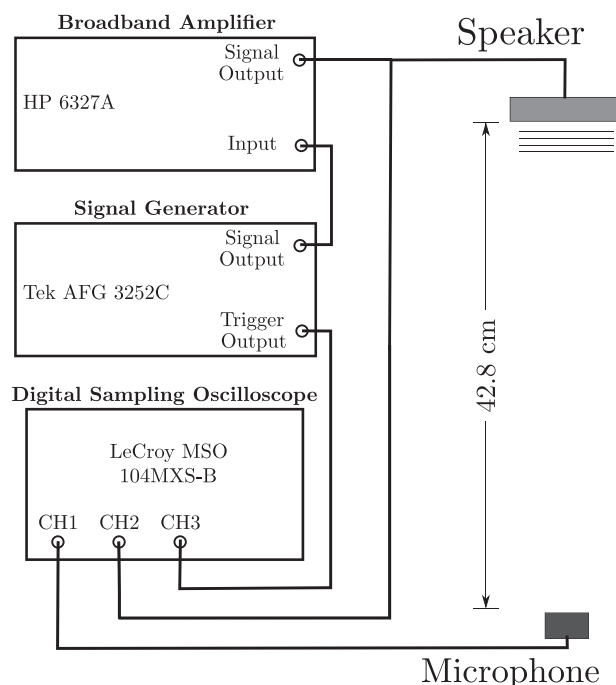 Broadband Amplifier
Signal
Output
HP 6327A
Input
Speaker
Signal Generator
Signal
Output
Tek AFG 3252C
Trigger
Output
42.8 cm
Digital Sampling Oscilloscope
LeCroy MSO
104MXS-B
CH1 CH2 CH3
Microphone